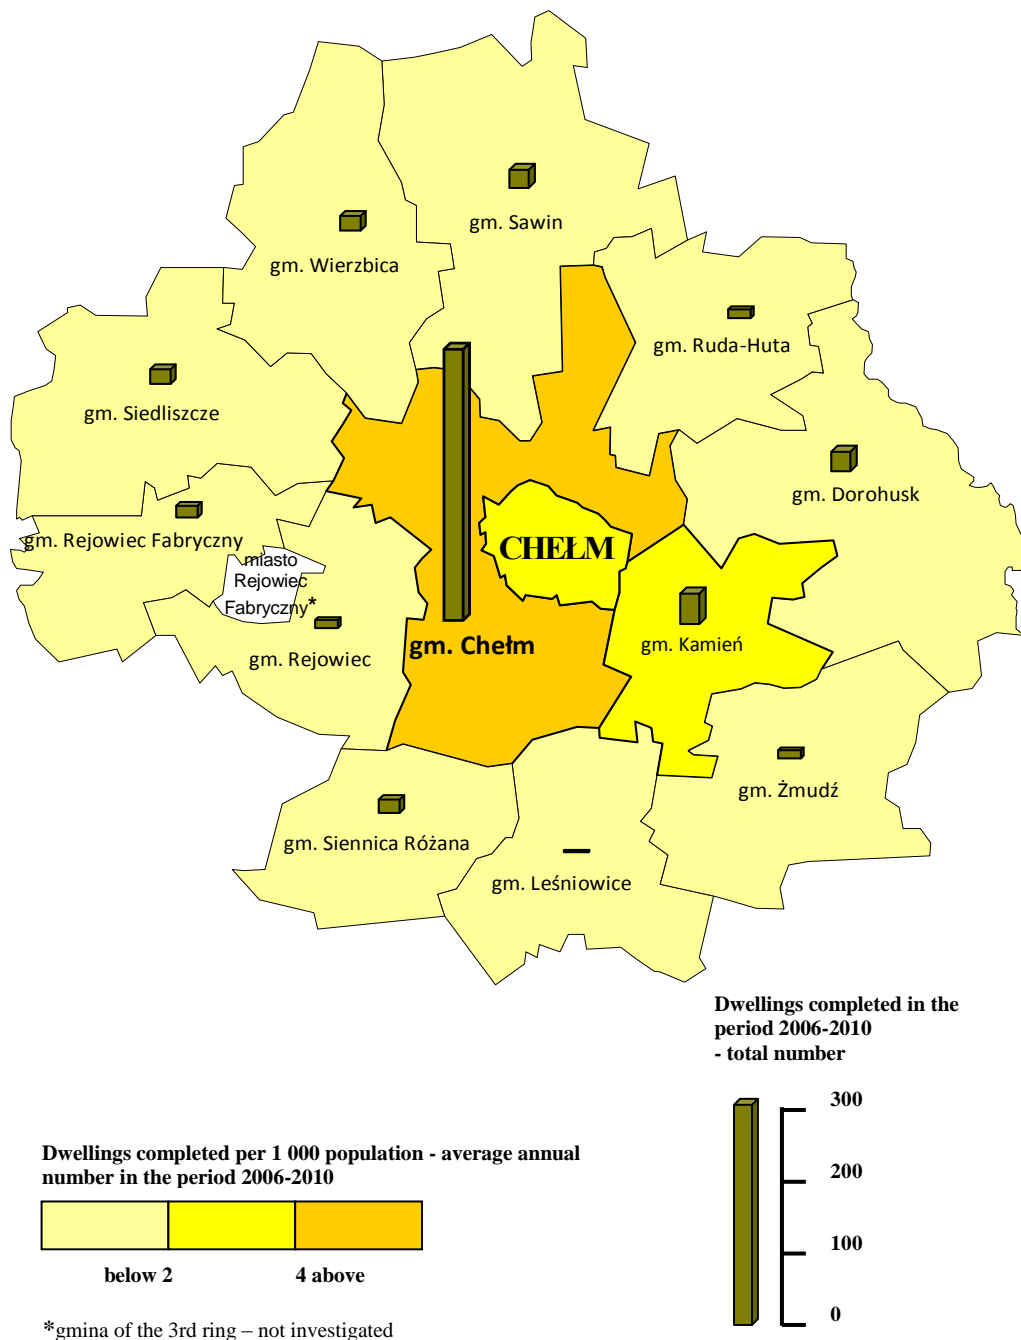 gm. Sawin
gm. Wierzbica
gm. Ruda-Huta
gm. Siedliszcze
gm. Dorohusk
gm. Rejowiec Fabryczny
CHEŁM
miasto
Rejowiec
Fabryczny*
gm. Chełm
gm. Kamień
gm. Rejowiec
gm. Żmudź
gm. Siennica Różana
gm. Leśniowice
Dwellings completed in the
period 2006-2010
- total number
300
200
100
0
Dwellings completed per 1 000 population - average annual
number in the period 2006-2010
below 2 4 above
*gmina of the 3rd ring – not investigated